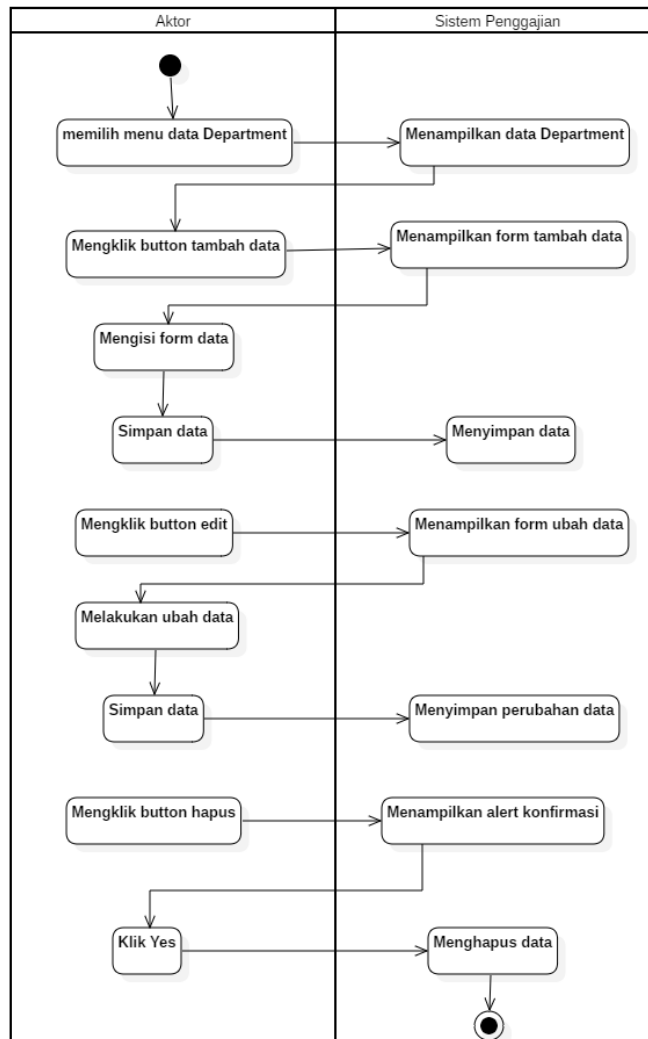 Aktor
Sistem Penggajian
memilih menu data Department
Menampilkan data Department
Mengklik button tambah data
Menampilkan form tambah data
Mengisi form data
Simpan data
Menyimpan data
Mengklik button edit
Menampilkan form ubah data
Melakukan ubah data
Simpan data
Menyimpan perubahan data
Mengklik button hapus
Menampilkan alert konfirmasi
Klik Yes
Menghapus data